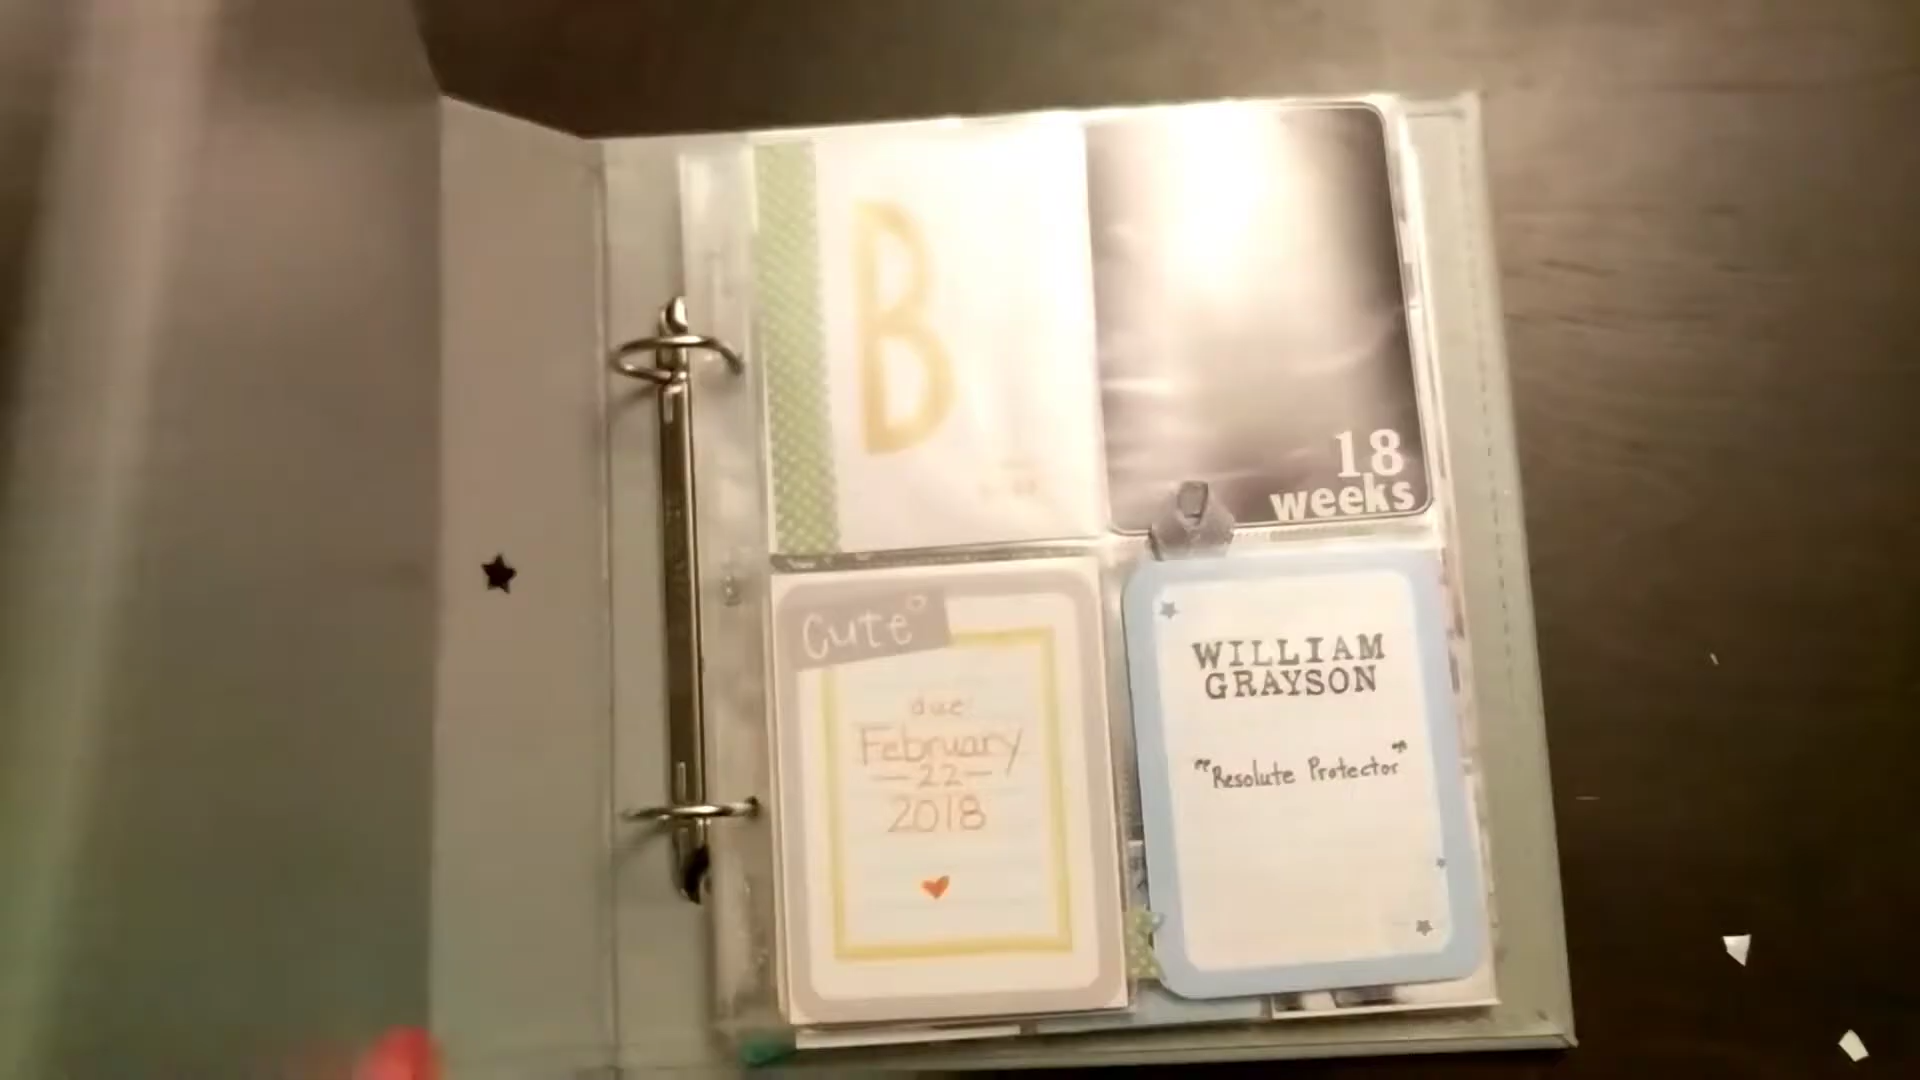 B
18
weeks
Cute
due:
February
-22-
2018
WILLIAM
GRAYSON
"Resolute Protector"